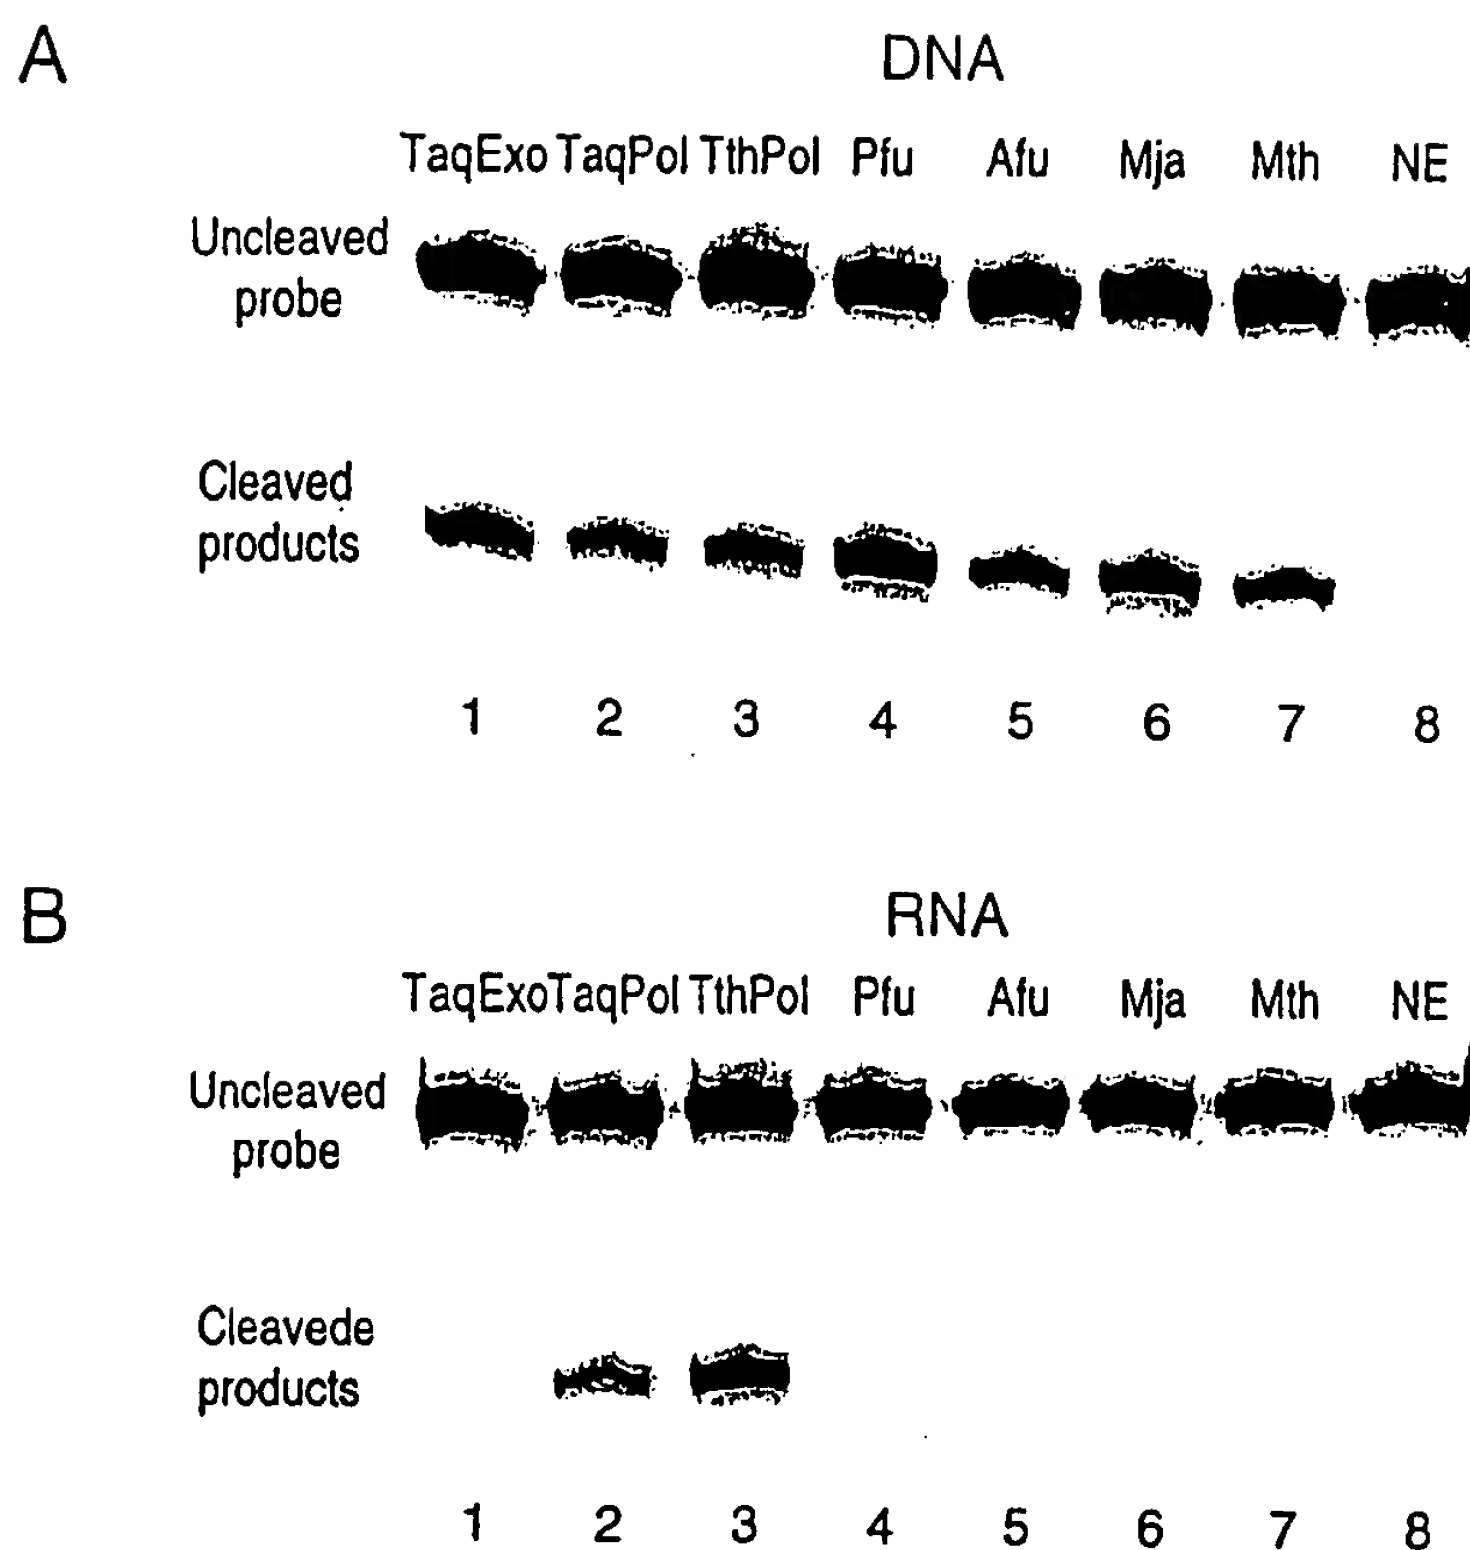 A
DNA
TaqExo TaqPol TthPol Pfu Afu Mja Mth NE
Uncleaved
probe
Cleaved
products
1 2 3 4 5 6 7 8
B
RNA
TaqExoTaqPol TthPol Pfu Afu Mja Mth NE
Uncleaved
probe
Cleavede
products
1 2 3 4 5 6 7 8